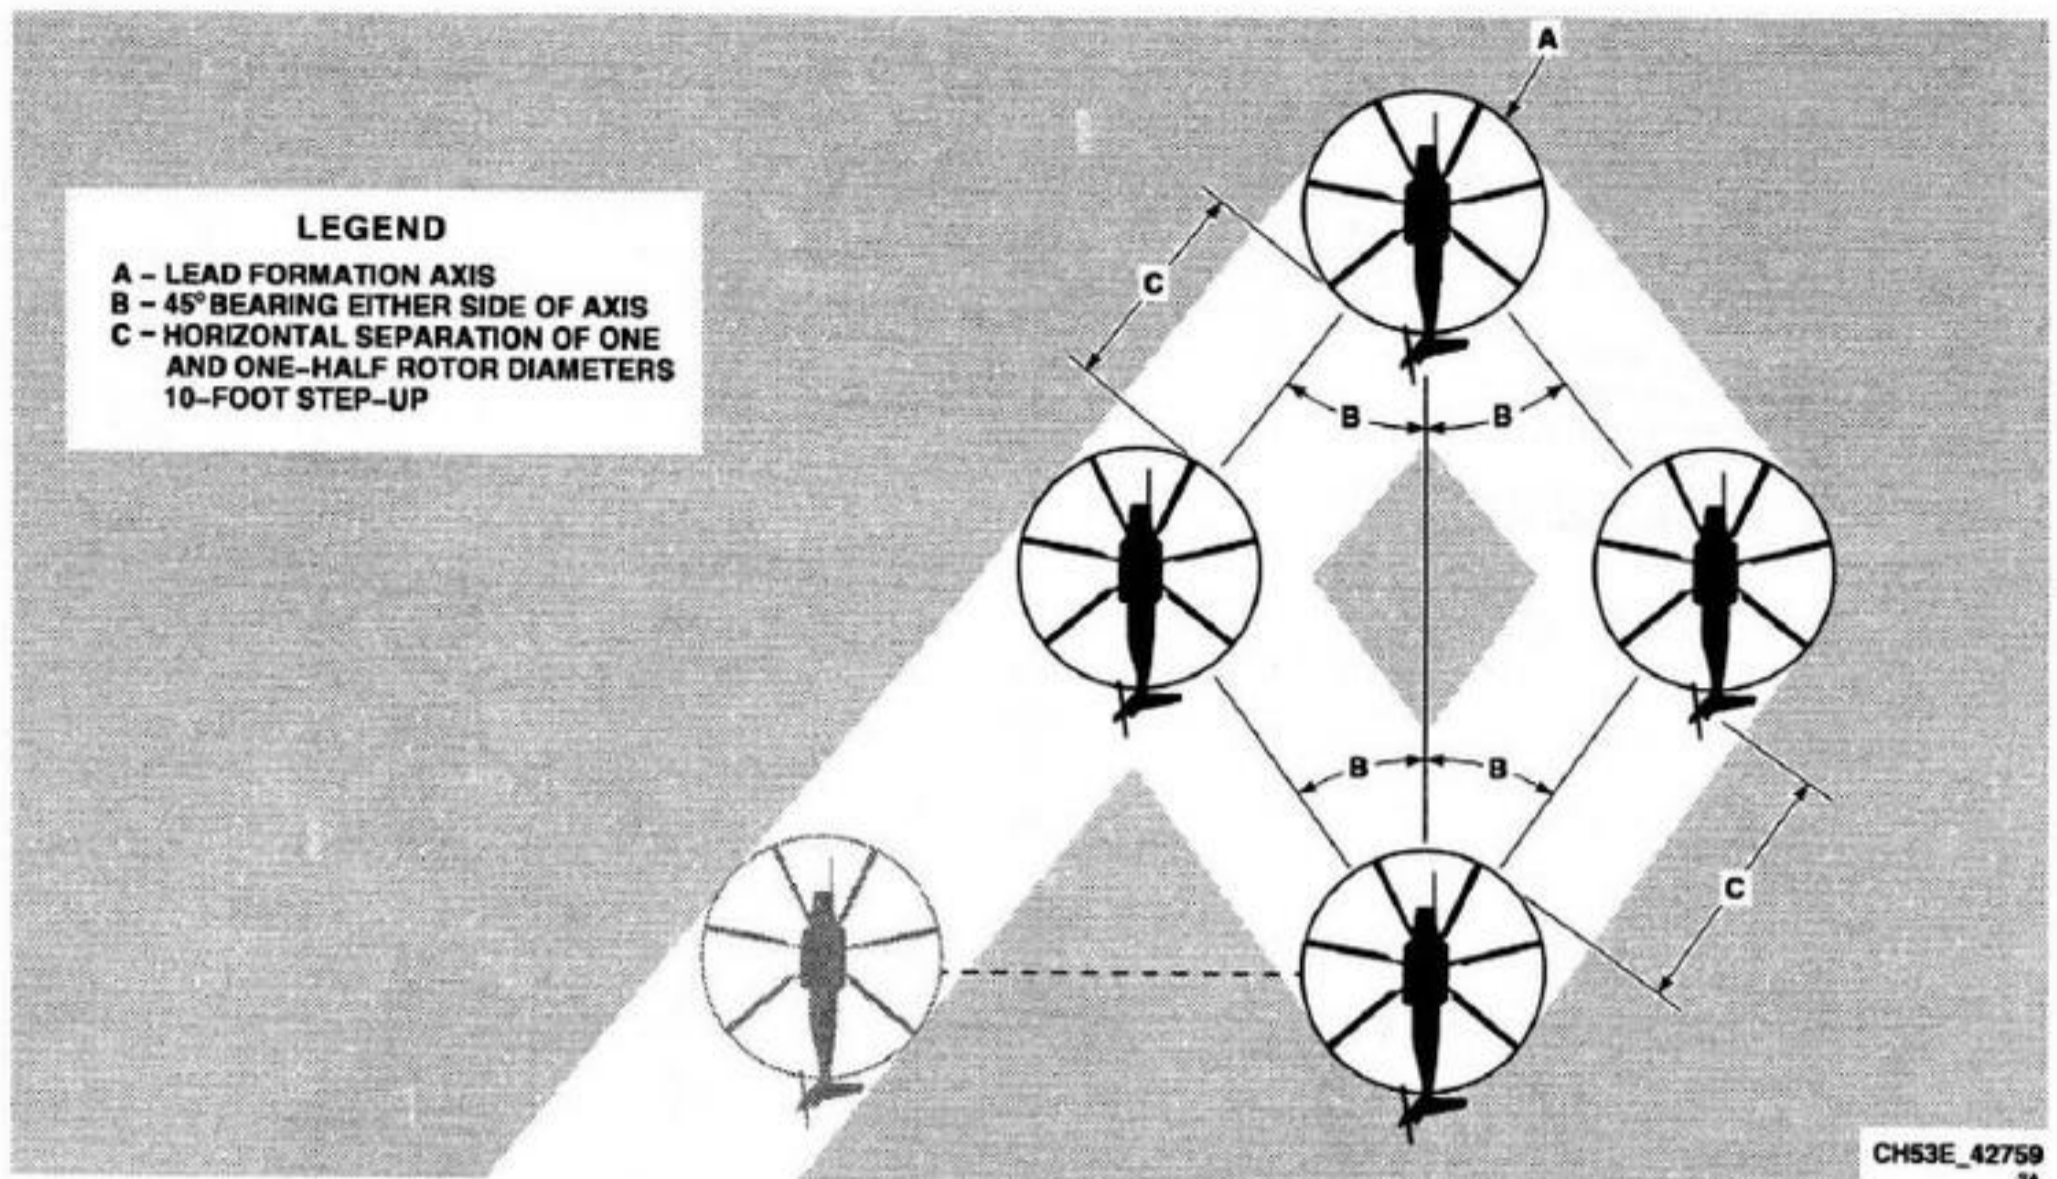 A
LEGEND
A – LEAD FORMATION AXIS
B – 45° BEARING EITHER SIDE OF AXIS
C – HORIZONTAL SEPARATION OF ONE
AND ONE–HALF ROTOR DIAMETERS
10–FOOT STEP–UP
C
B
B
B
B
C
CH53E_42759